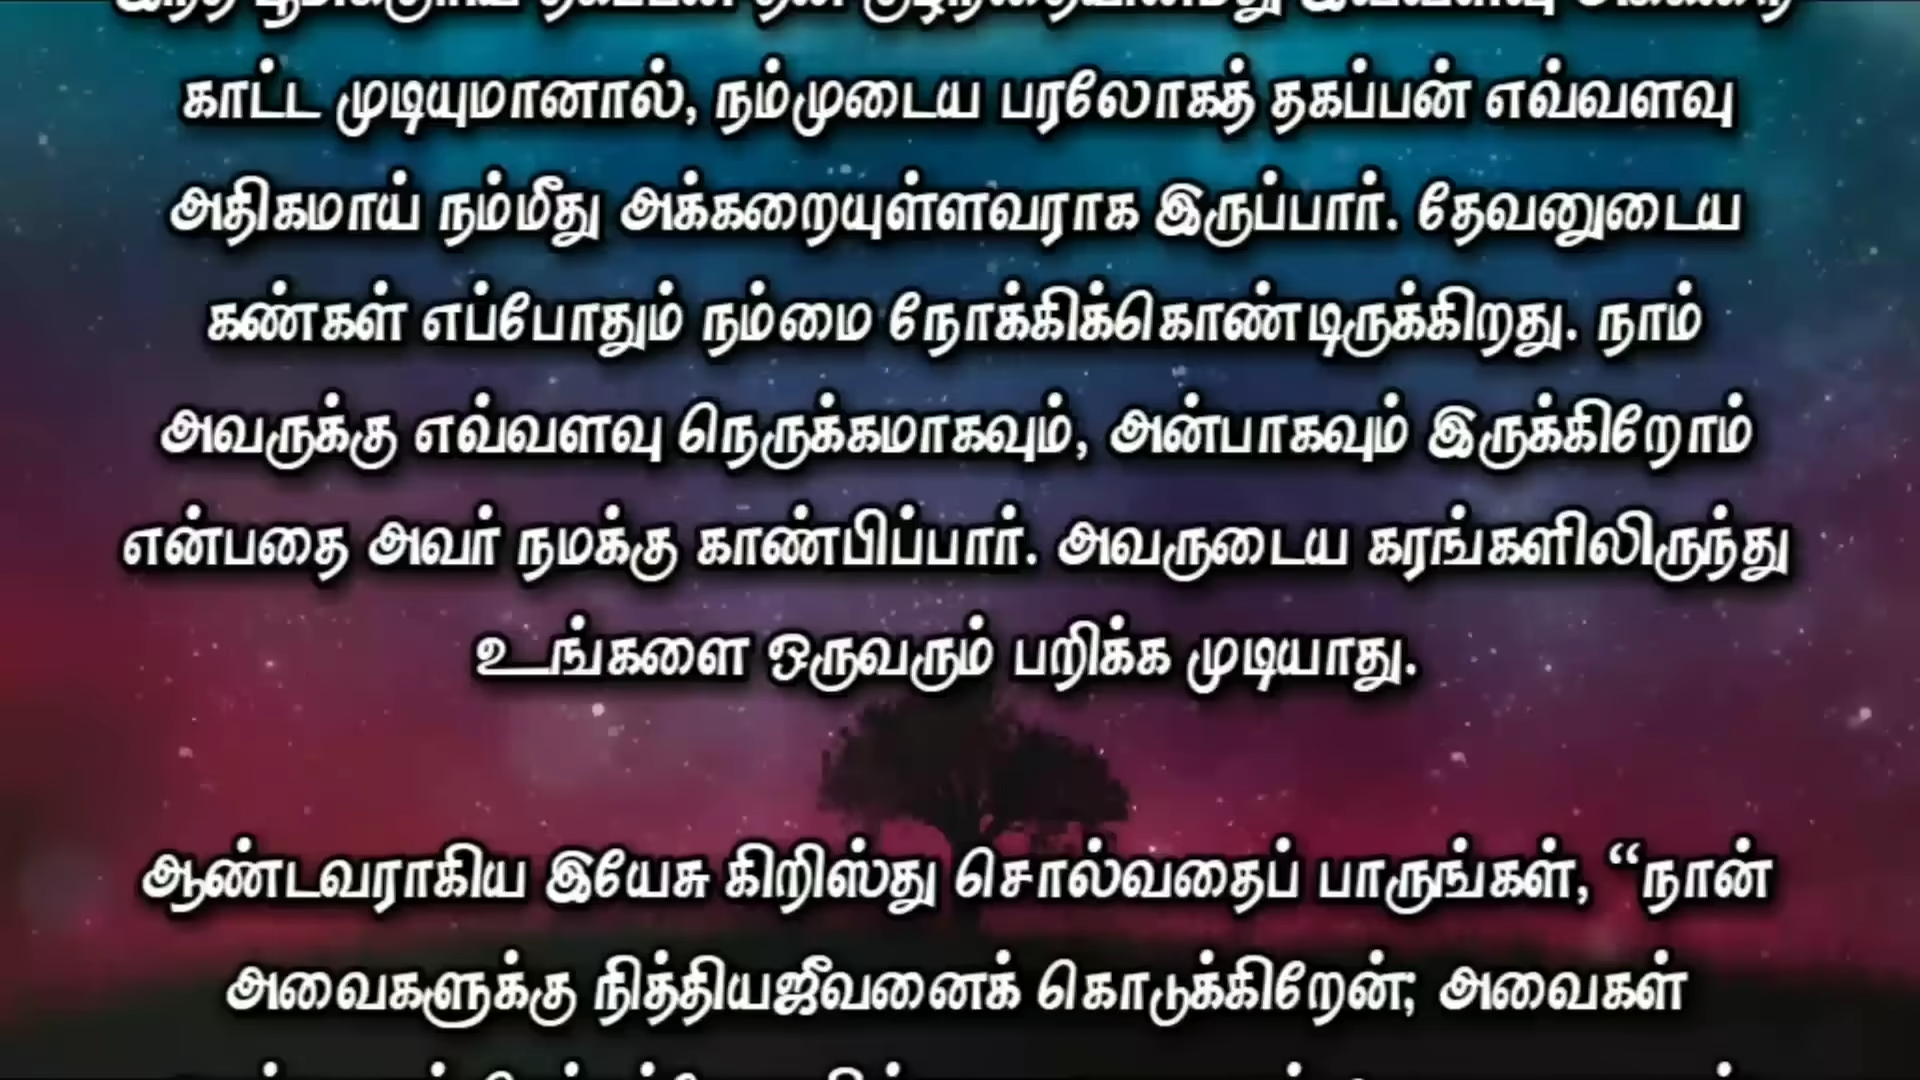 காட்ட முடியுமானால், நம்முடைய பரலோகத் தகப்பன் எவ்வளவு
அதிகமாய் நம்மீது அக்கறையுள்ளவராக இருப்பார். தேவனுடைய
கண்கள் எப்போதும் நம்மை நோக்கிக்கொண்டிருக்கிறது. நாம்
அவருக்கு எவ்வளவு நெருக்கமாகவும், அன்பாகவும் இருக்கிறோம்
என்பதை அவர் நமக்கு காண்பிப்பார். அவருடைய கரங்களிலிருந்து
உங்களை ஒருவரும் பறிக்க முடியாது.
ஆண்டவராகிய இயேசு கிறிஸ்து சொல்வதைப் பாருங்கள், “நான்
அவைகளுக்கு நித்தியஜீவனைக் கொடுக்கிறேன்; அவைகள்